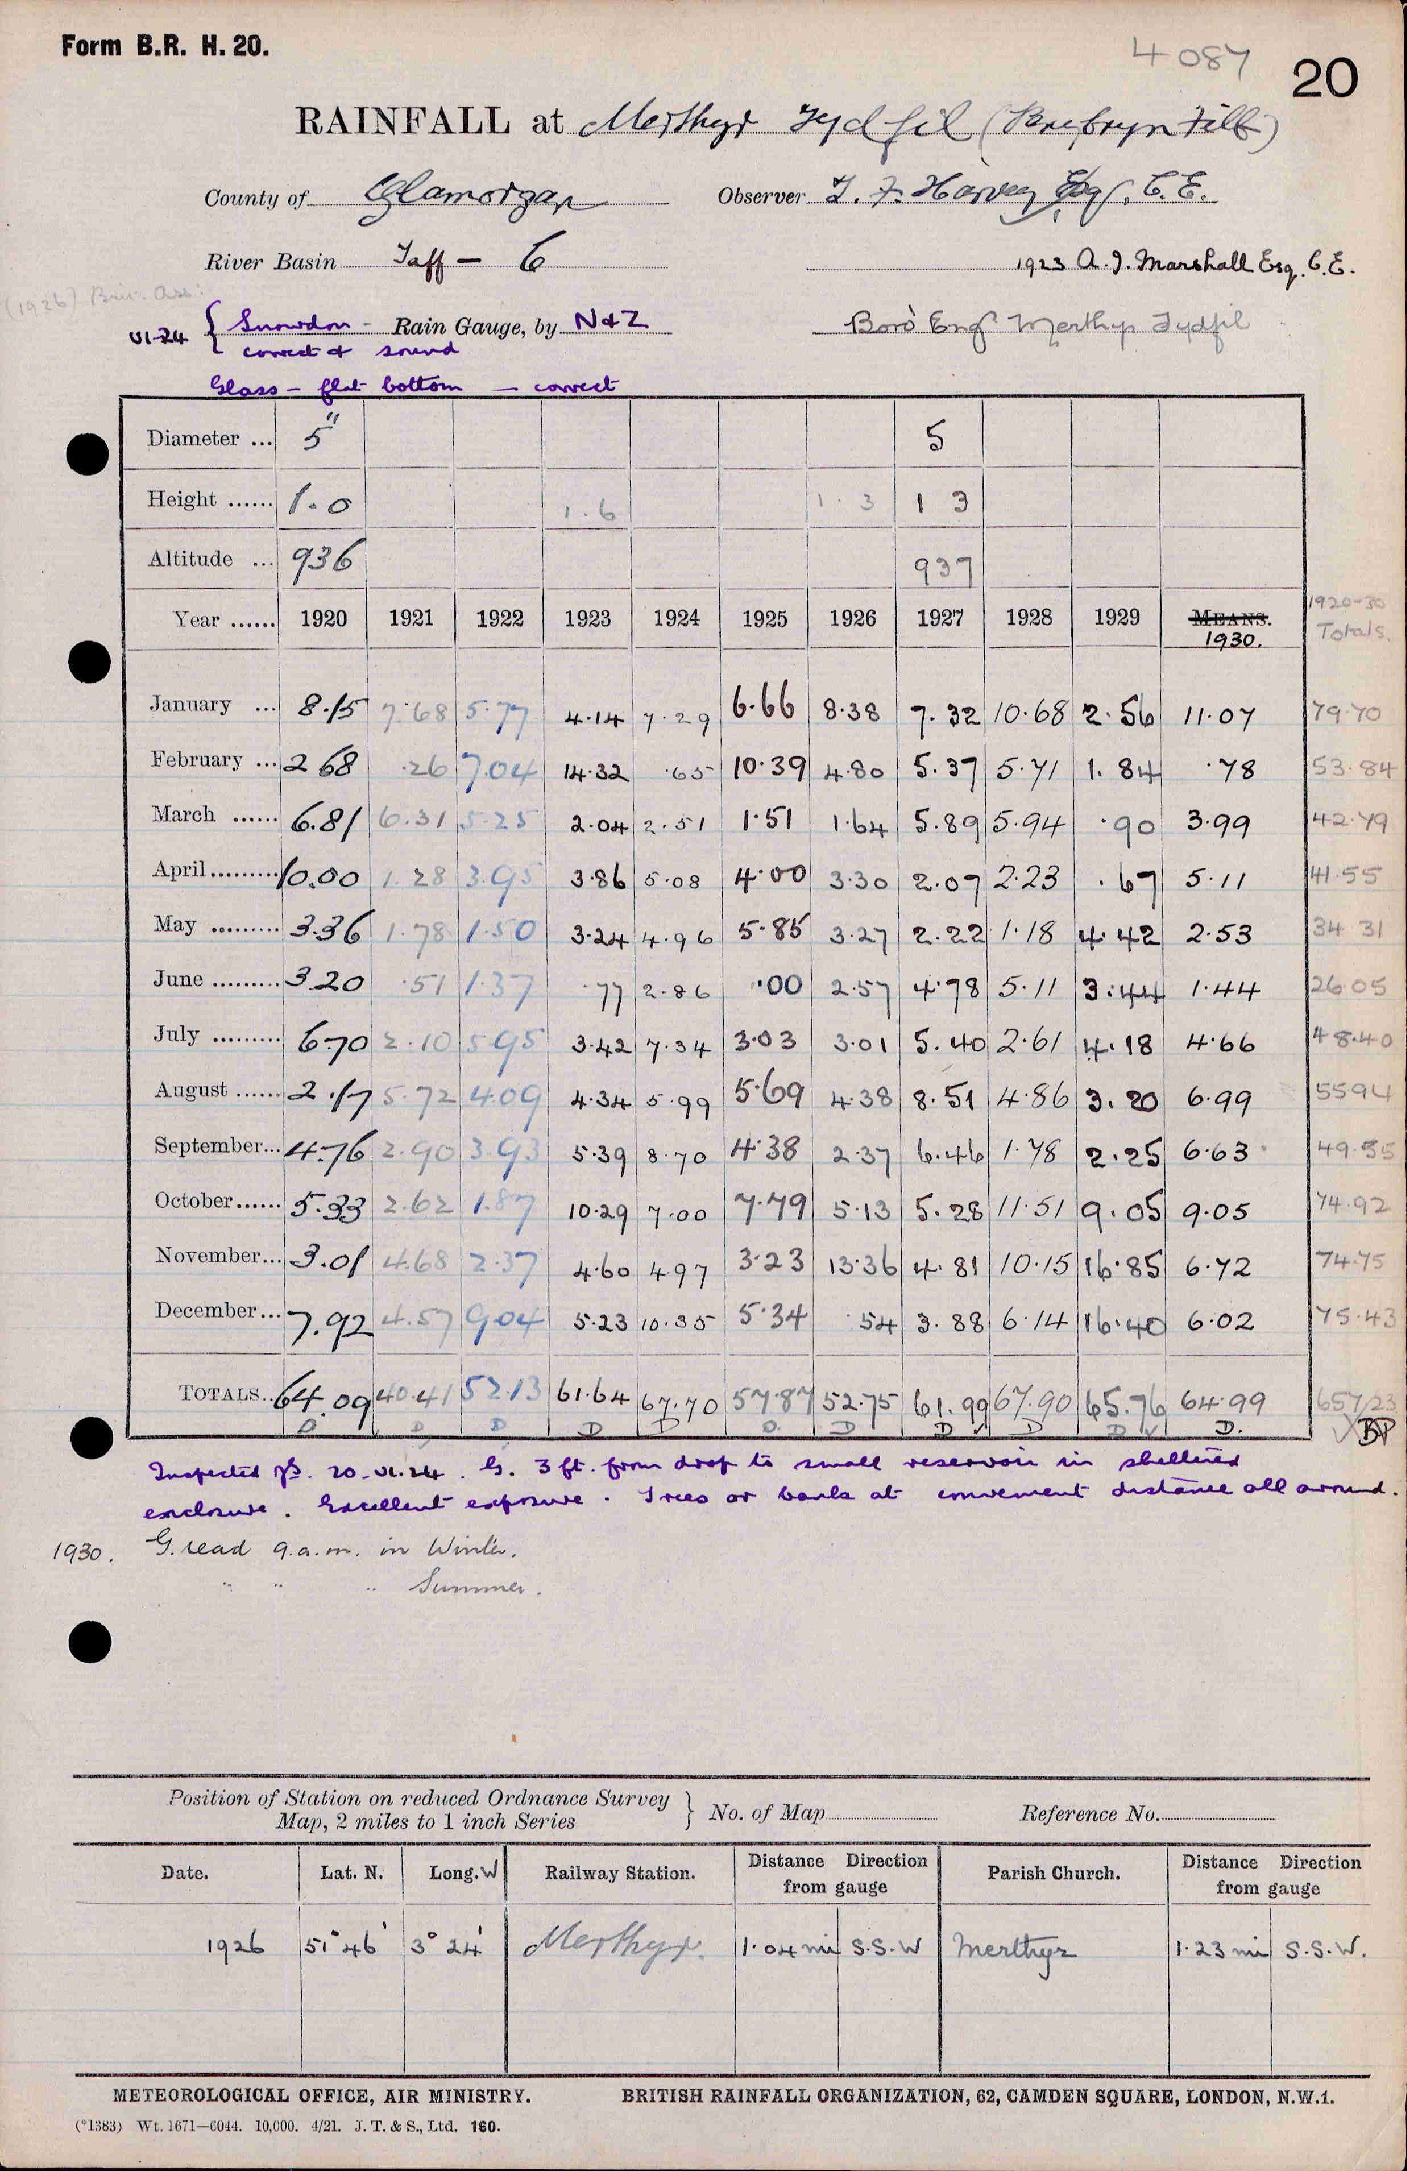 Form B.R. H. 20.
4087
20
RAINFALL at Merthyr Tydfil (Penybryn Filt)
County of Glamorgan Observer T. F. Harvey Esq., C.E.
River Basin Taff — 6 1923 A. J. Marshall Esq. C.E.
(1926) Brit. Ass:
VI-24 { Snowdon - Rain Gauge, by N & Z Boro' Engr Merthyr Tydfil
correct & sound
Glass – flat bottom — correct
Diameter ... 5" 5
Height ...... 1.0 1.6 1.3 1 3
Altitude ... 936 937
Year ...... 1920 1921 1922 1923 1924 1925 1926 1927 1928 1929 MEANS. 1930. 1920-30 Totals.
January ... 8.15 7.68 5.77 4.14 7.29 6.66 8.38 7.32 10.68 2.56 11.07 79.70
February ... 2 68 .26 7.04 14.32 .65 10.39 4.80 5.37 5.71 1.84 .78 53.84
March ...... 6.81 6.31 5.25 2.04 2.51 1.51 1.64 5.89 5.94 .90 3.99 42.79
April ......... 10.00 1.28 3.95 3.86 5.08 4.00 3.30 2.07 2.23 .67 5.11 41.55
May ......... 3.36 1.78 1.50 3.24 4.96 5.85 3.27 2.22 1.18 4.42 2.53 34 31
June ......... 3.20 .51 1.37 .77 2.86 .00 2.57 4.78 5.11 3.44 1.44 26.05
July ......... 6.70 2.10 5.95 3.42 7.34 3.03 3.01 5.40 2.61 4.18 4.66 48.40
August ...... 2.17 5.72 4.09 4.34 5.99 5.69 4.38 8.51 4.86 3.20 6.99 55 94
September... 4.76 2.90 3.93 5.39 8.70 4.38 2.37 6.46 1.78 2.25 6.63 49.55
October ...... 5.33 2.62 1.87 10.29 7.00 7.79 5.13 5.28 11.51 9.05 9.05 74.92
November... 3.01 4.68 2.37 4.60 4.97 3.23 13.36 4.81 10.15 16.85 6.72 74.75
December ... 7.92 4.57 9.04 5.23 10.35 5.34 .54 3.88 6.14 16.40 6.02 75.43
TOTALS.. 64.09 40.41 52.13 61.64 67.70 57.87 52.75 61.99 67.90 65.76 64.99 657/23
D D D D D D. D D D D D. BP
Inspected 20.VI.24. G. 3 ft. from drop to small reservoir in sheltered
enclosure. Excellent exposure. Trees or banks at convenient distance all around.
1930. G. read 9 a.m. in Winter.
" " " Summer.
Position of Station on reduced Ordnance Survey
Map, 2 miles to 1 inch Series } No. of Map Reference No.
Date. Lat. N. Long. W Railway Station. Distance from gauge Direction Parish Church. Distance from gauge Direction
1926 51° 46' 3° 24' Merthyr. 1.04 mi S.S.W Merthyr 1.23 mi S.S.W.
METEOROLOGICAL OFFICE, AIR MINISTRY. BRITISH RAINFALL ORGANIZATION, 62, CAMDEN SQUARE, LONDON, N.W.1.
(*1383) Wt. 1671—6044. 10,000. 4/21. J. T. & S., Ltd. 160.